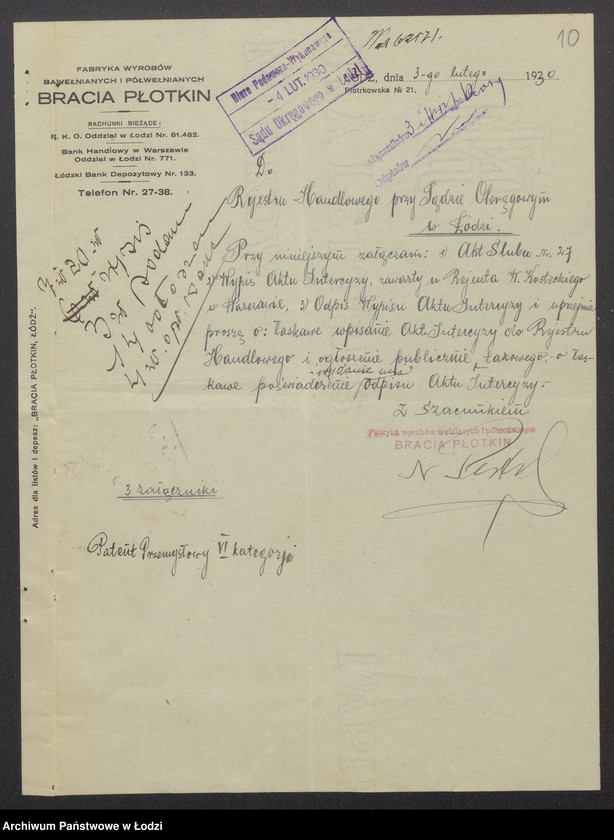 10
FABRYKA WYROBÓW
BAWEŁNIANYCH I PÓŁWEŁNIANYCH
BRACIA PŁOTKIN
RACHUNKI BIEŻĄCE:
P. K. O. Oddział w Łodzi Nr. 61.482.
Bank Handlowy w Warszawie
Oddział w Łodzi Nr. 771.
Łódzki Bank Depozytowy Nr. 133.
Telefon Nr. 27-38.
Biuro Podawczo-Wykonawcze
- 4 LUT. 1930
Sądu Okręgowego w Łodzi
ŁÓDŹ, dnia 3-go lutego 1930
Piotrkowska № 21.
Do
Rejestru Handlowego przy Sądzie Okręgowym
w Łodzi.
Przy niniejszym załączam: 1) Akt Ślubu N. 27
2) Wypis Aktu Intercyzy, zawarty u Rejenta W. Kosteckiego
w Warszawie, 3) Odpis Wypisu Aktu Intercyzy i uprzejmie
proszę o: łaskawe wpisanie Akt. Intercyzy do Rejestru
Handlowego i ogłoszenie publicznie takowego, - o łas-
kawe poświadczenie i wydanie mi odpisu Aktu Intercyzy. -
Z szacunkiem
Fabryka wyrobów wełnianych i półwełnianych
BRACIA PŁOTKIN
3 załączniki
Patent Przemysłowy VI kategorji
Adres dla listów i depesz: „BRACIA PŁOTKIN, ŁÓDŹ".
Archiwum Państwowe w Łodzi